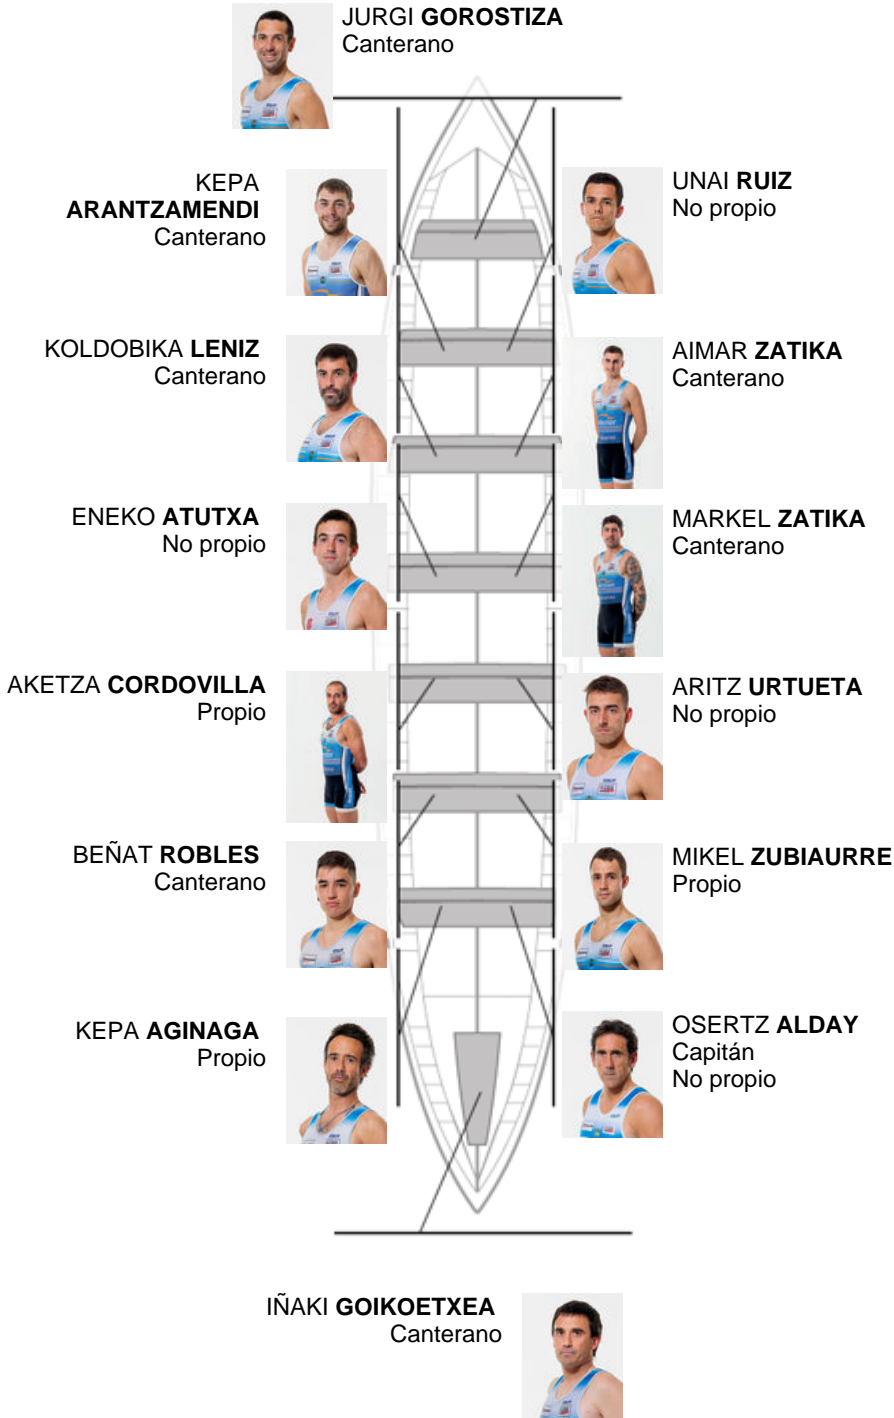 JURGI GOROSTIZA
Canterano
KEPA
ARANTZAMENDI
Canterano
UNAI RUIZ
No propio
KOLDOBIKA LENIZ
Canterano
AIMAR ZATIKA
Canterano
ENEKO ATUTXA
No propio
MARKEL ZATIKA
Canterano
AKETZA CORDOVILLA
Propio
ARITZ URTUETA
No propio
BEÑAT ROBLES
Canterano
MIKEL ZUBIAURRE
Propio
KEPA AGINAGA
Propio
OSERTZ ALDAY
Capitán
No propio
IÑAKI GOIKOETXEA
Canterano